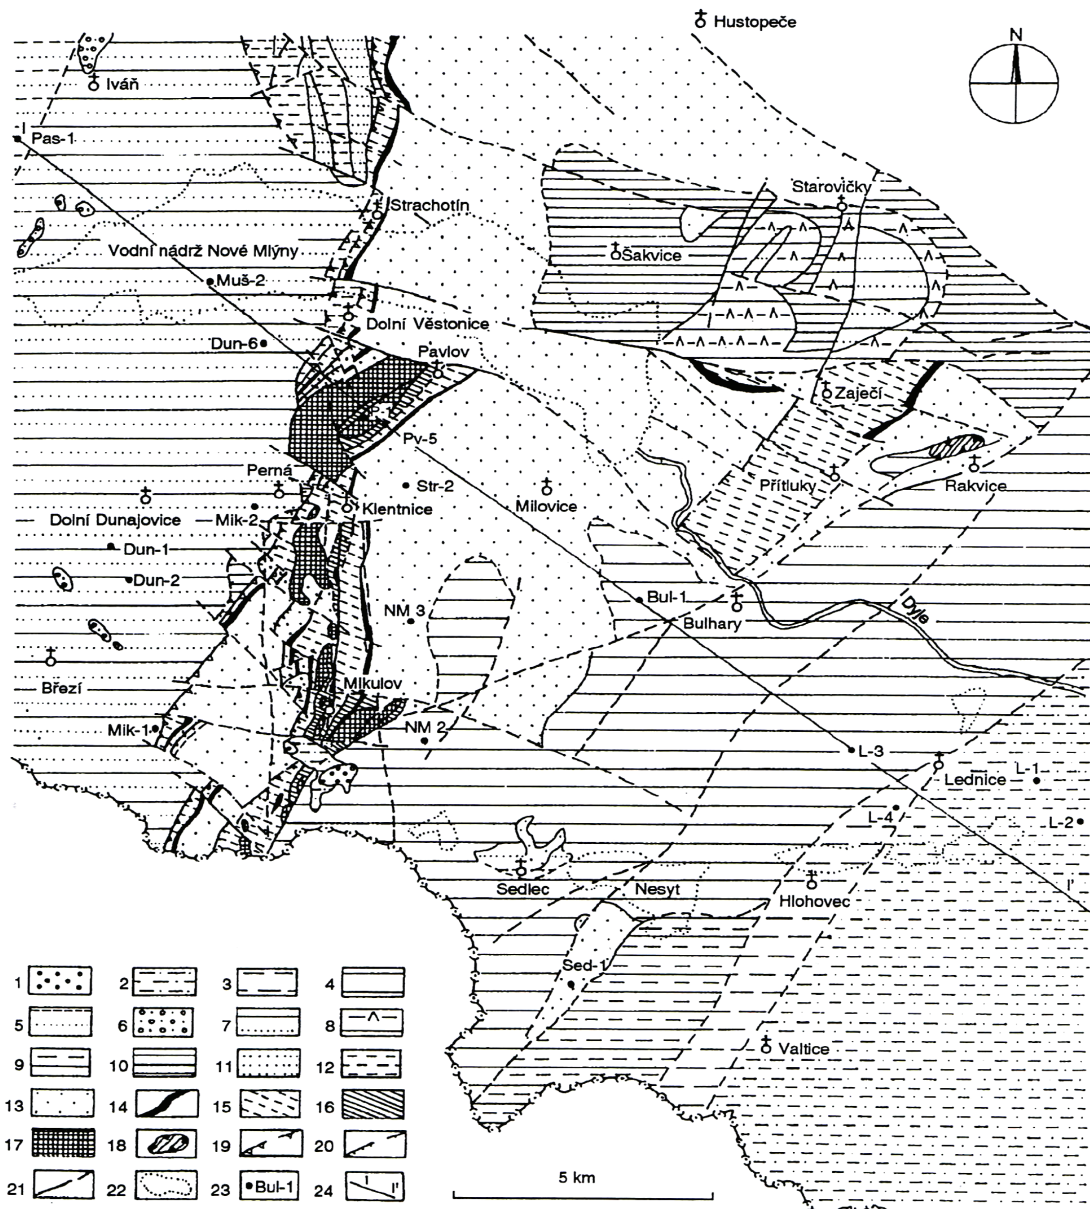 Hustopeče
N
Iváň
I
Pas-1
Strachotín
Starovičky
Šakvice
Vodní nádrž Nové Mlýny
Muš-2
Dolní Věstonice
Dun-6
Pavlov
Zaječí
Pv-5
Perná
Str-2
Milovice
Přítluky
Rakvice
Klentnice
Mik-2
Dolní Dunajovice
Dun-1
Dun-2
Bul-1
NM 3
Bulhary
Dyje
Mikulov
Březí
Mik-1
NM 2
L-3
Lednice
L-1
L-4
L-2
Sedlec
Nesyt
Hlohovec
I'
Sed-1
Valtice
1 2 3 4
5 6 7 8
9 10 11 12
13 14 15 16
17 18 19 20
21 22 23 Bul-1 24 I I'
5 km